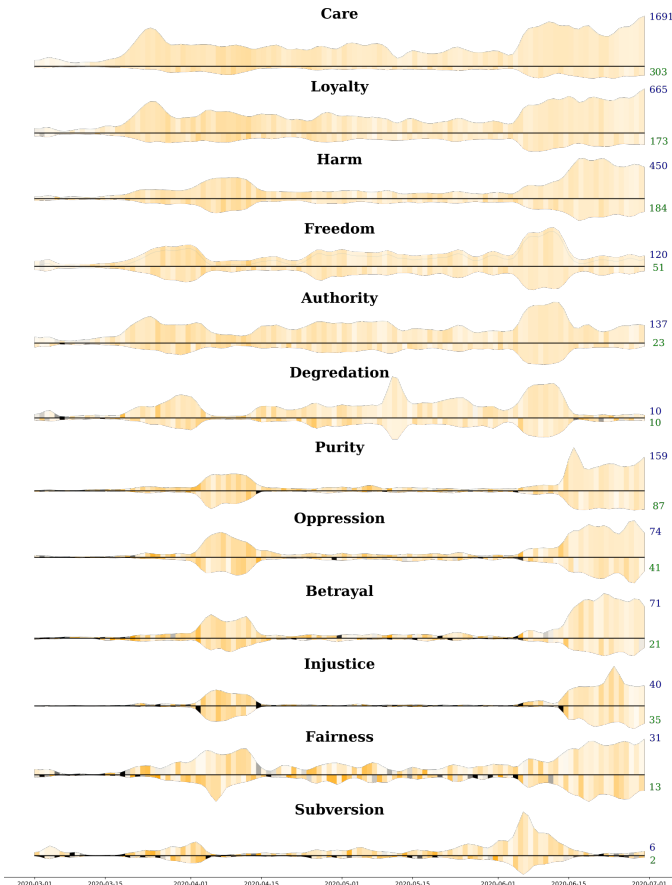 Care
1691
303
Loyalty
665
173
Harm
450
184
Freedom
120
51
Authority
137
23
Degredation
10
10
Purity
159
87
Oppression
74
41
Betrayal
71
21
Injustice
40
35
Fairness
31
13
Subversion
6
2
2020-03-01 2020-03-15 2020-04-01 2020-04-15 2020-05-01 2020-05-15 2020-06-01 2020-06-15 2020-07-01